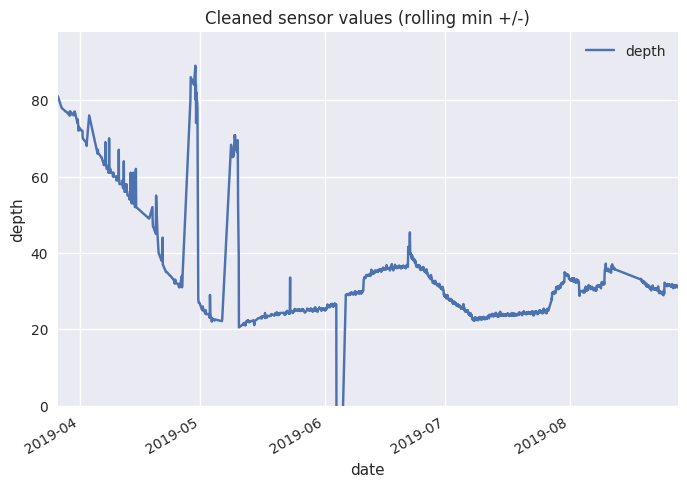 Cleaned sensor values (rolling min +/-)
depth
80
60
40
20
0
depth
2019-04
2019-05
2019-06
2019-07
2019-08
date